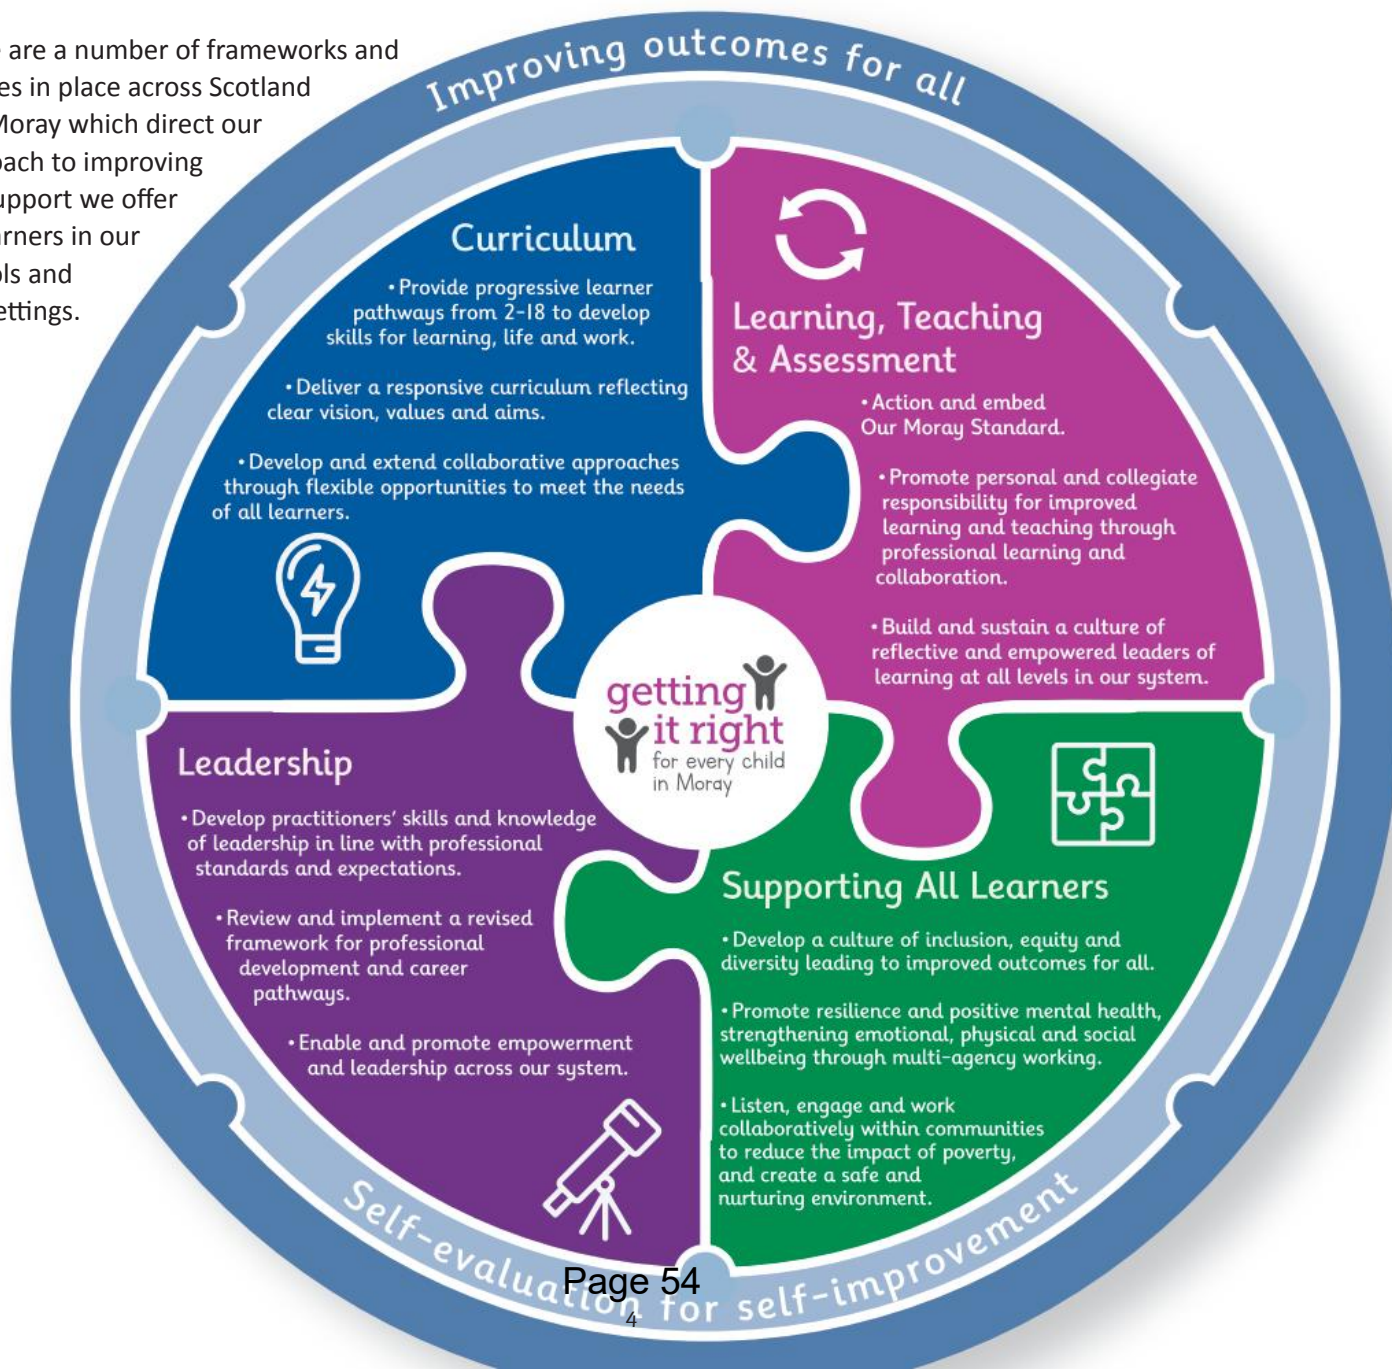 are a number of frameworks and
es in place across Scotland
Moray which direct our
oach to improving
upport we offer
rners in our
ols and
ettings.
Improving outcomes for all
Curriculum
• Provide progressive learner
pathways from 2-18 to develop
skills for learning, life and work.
• Deliver a responsive curriculum reflecting
clear vision, values and aims.
• Develop and extend collaborative approaches
through flexible opportunities to meet the needs
of all learners.
Learning, Teaching
& Assessment
• Action and embed
Our Moray Standard.
• Promote personal and collegiate
responsibility for improved
learning and teaching through
professional learning and
collaboration.
• Build and sustain a culture of
reflective and empowered leaders of
learning at all levels in our system.
getting
it right
for every child
in Moray
Leadership
• Develop practitioners' skills and knowledge
of leadership in line with professional
standards and expectations.
• Review and implement a revised
framework for professional
development and career
pathways.
• Enable and promote empowerment
and leadership across our system.
Supporting All Learners
• Develop a culture of inclusion, equity and
diversity leading to improved outcomes for all.
• Promote resilience and positive mental health,
strengthening emotional, physical and social
wellbeing through multi-agency working.
• Listen, engage and work
collaboratively within communities
to reduce the impact of poverty,
and create a safe and
nurturing environment.
Self-evaluation for self-improvement
Page 54
4